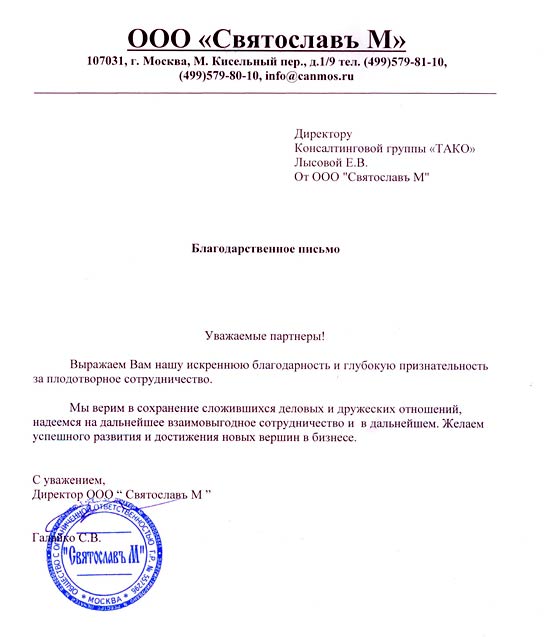 ООО «Святославъ М»
107031, г. Москва, М. Кисельный пер., д.1/9 тел. (499)579-81-10,
(499)579-80-10, info@canmos.ru
Директору
Консалтинговой группы «ТАКО»
Лысовой Е.В.
От ООО "Святославъ М"
Благодарственное письмо
Уважаемые партнеры!
Выражаем Вам нашу искреннюю благодарность и глубокую признательность
за плодотворное сотрудничество.
Мы верим в сохранение сложившихся деловых и дружеских отношений,
надеемся на дальнейшее взаимовыгодное сотрудничество и в дальнейшем. Желаем
успешного развития и достижения новых вершин в бизнесе.
С уважением,
Директор ООО “ Святославъ М ”
С.В.
ОБЩЕСТВО С ОГРАНИЧЕННОЙ ОТВЕТСТВЕННОСТЬЮ
"Святославъ М"
* МОСКВА *